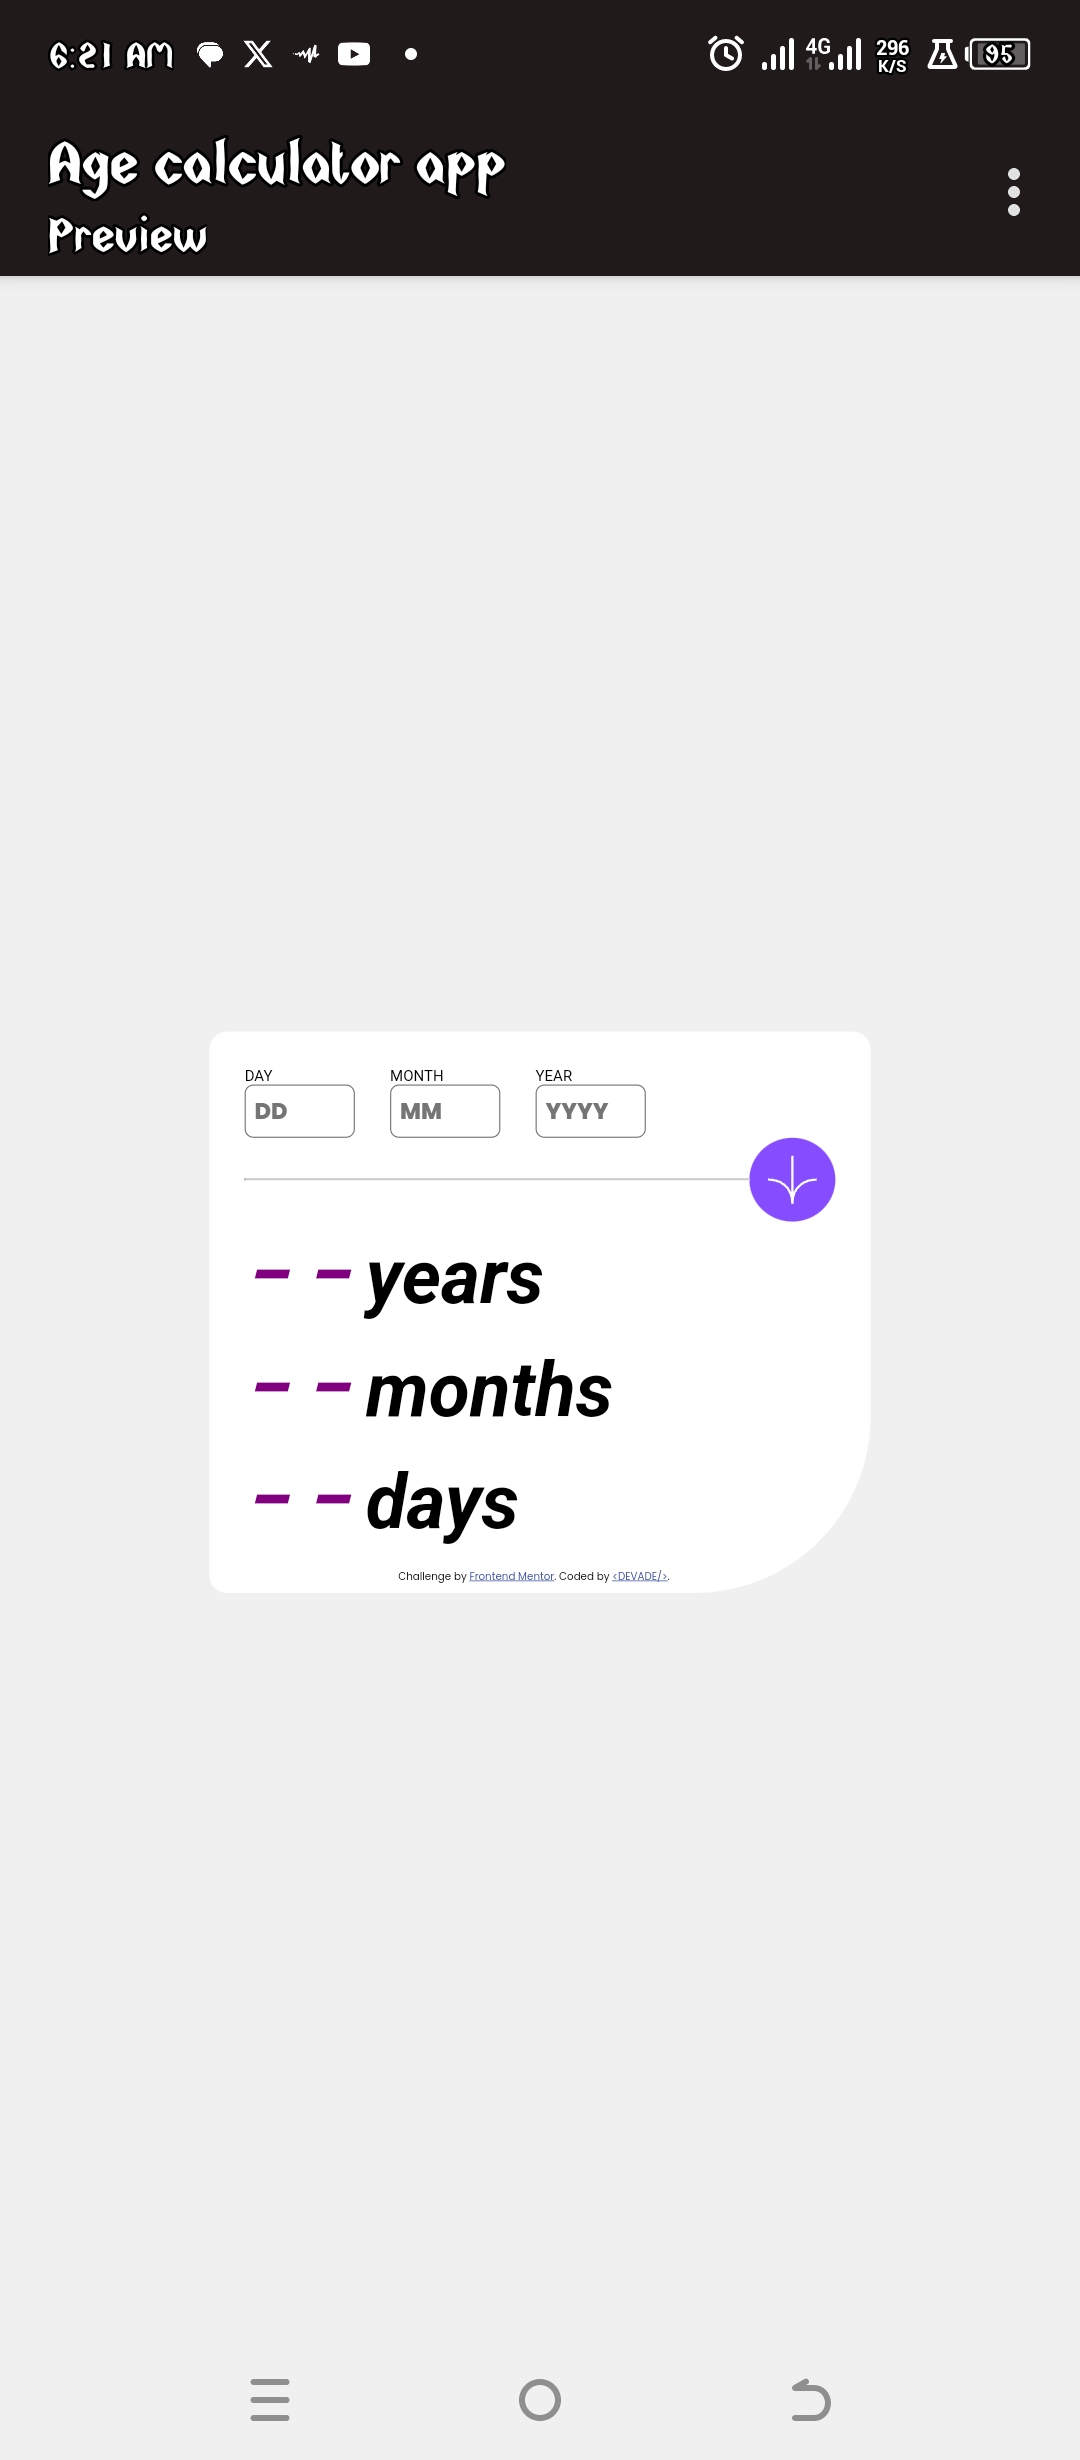 6:21 AM 4G 296 K/S 95
Age calculator app
Preview
DAY MONTH YEAR
DD MM YYYY
- - years
- - months
- - days
Challenge by Frontend Mentor. Coded by <DEVADE/>.